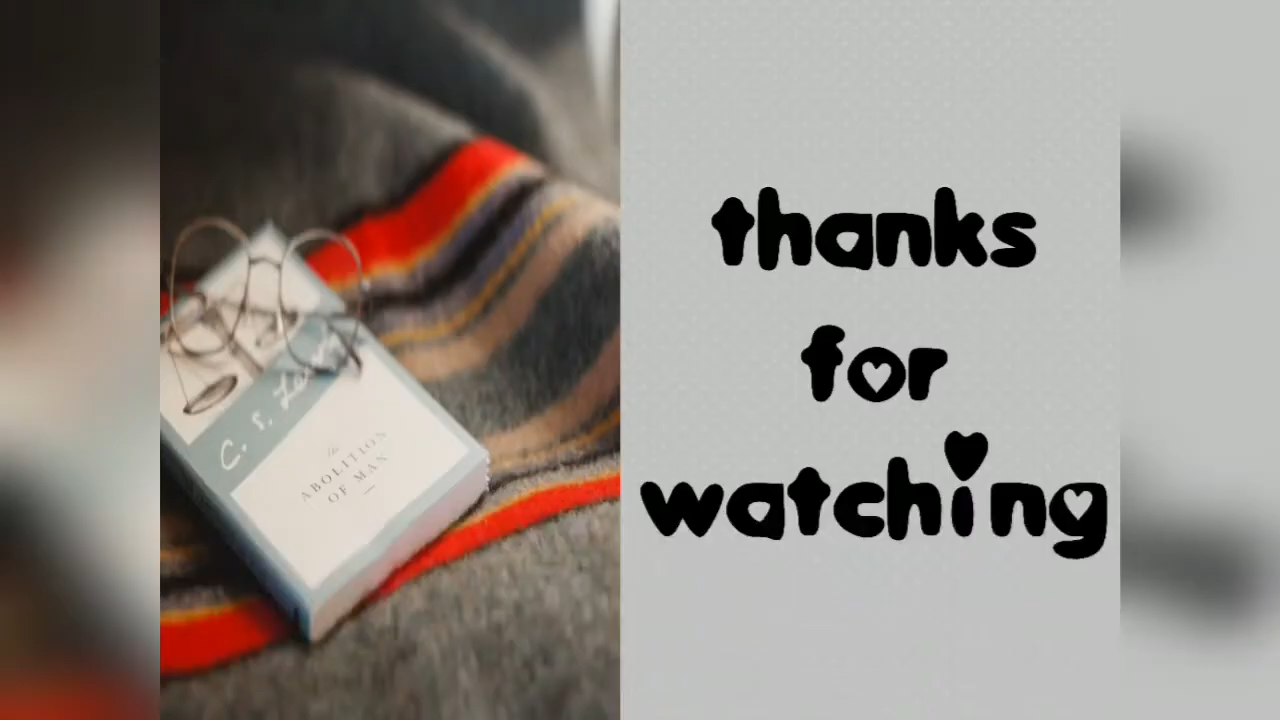 C. S. Lewis
The
ABOLITION
OF MAN
thanks
for
watching